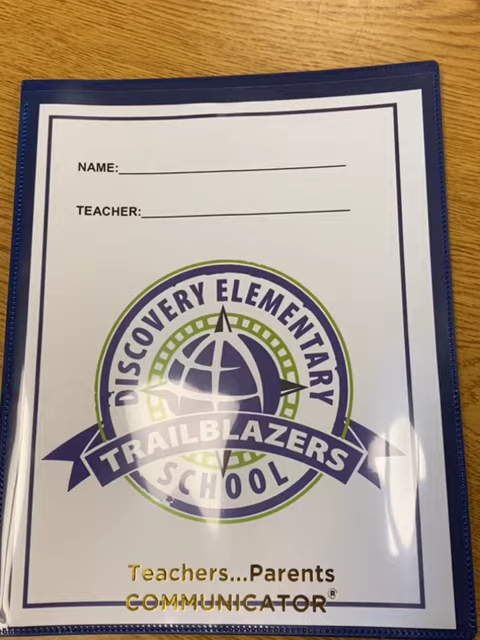 NAME:
TEACHER:
DISCOVERY ELEMENTARY
TRAILBLAZERS
SCHOOL
Teachers...Parents
COMMUNICATOR®